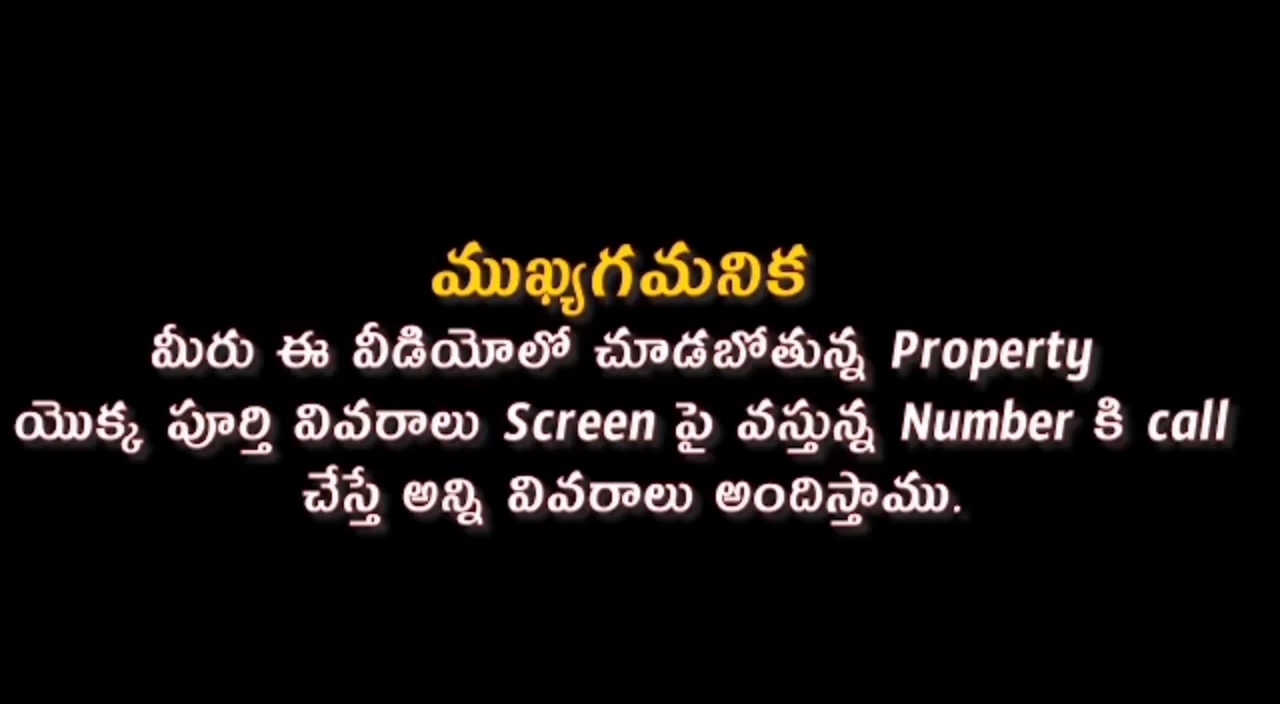 ముఖ్యగమనిక
మీరు ఈ వీడియోలో చూడబోతున్న Property
యొక్క పూర్తి వివరాలు Screen పై వస్తున్న Number కి call
చేస్తే అన్ని వివరాలు అందిస్తాము.